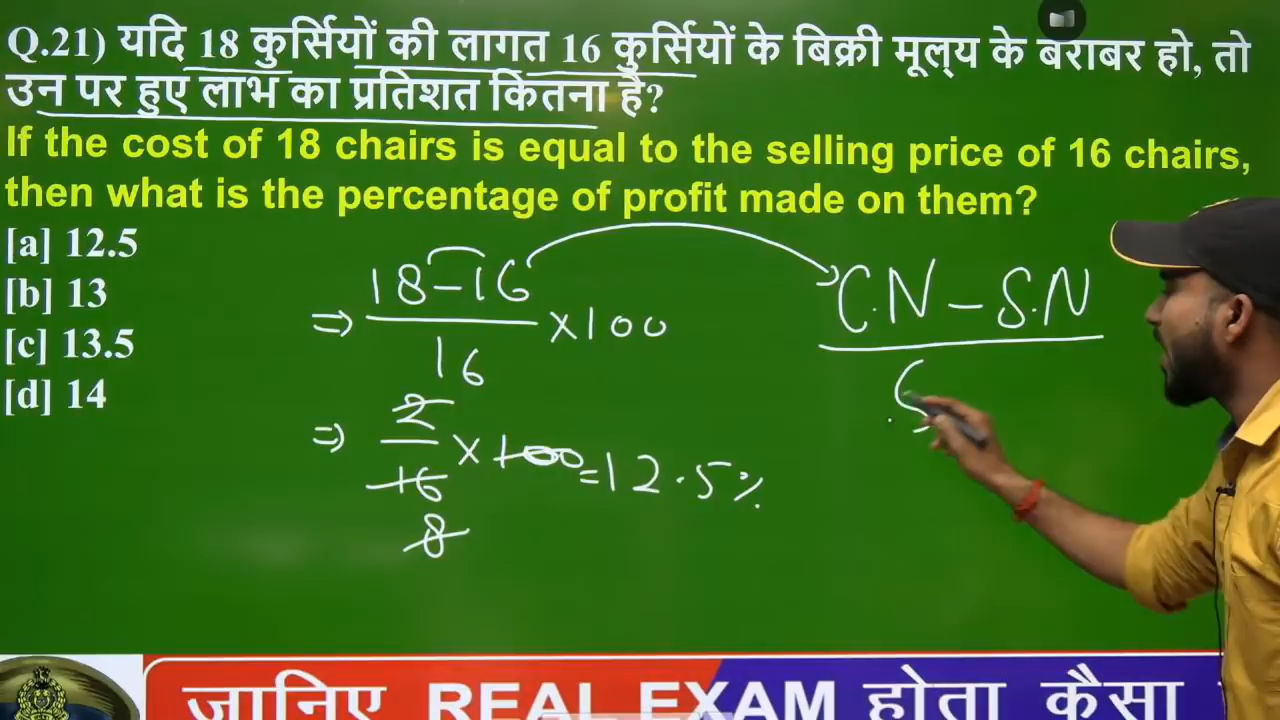 Q.21) यदि 18 कुर्सियों की लागत 16 कुर्सियों के बिक्री मूल्य के बराबर हो, तो
उन पर हुए लाभ का प्रतिशत कितना है?
If the cost of 18 chairs is equal to the selling price of 16 chairs,
then what is the percentage of profit made on them?
[a] 12.5
[b] 13
[c] 13.5
[d] 14
⇒ 18-16 / 16 ×100
C.N - S.N
⇒ 2 / 16 × 100 = 12.5%
8
जानिए REAL EXAM होता कैसा